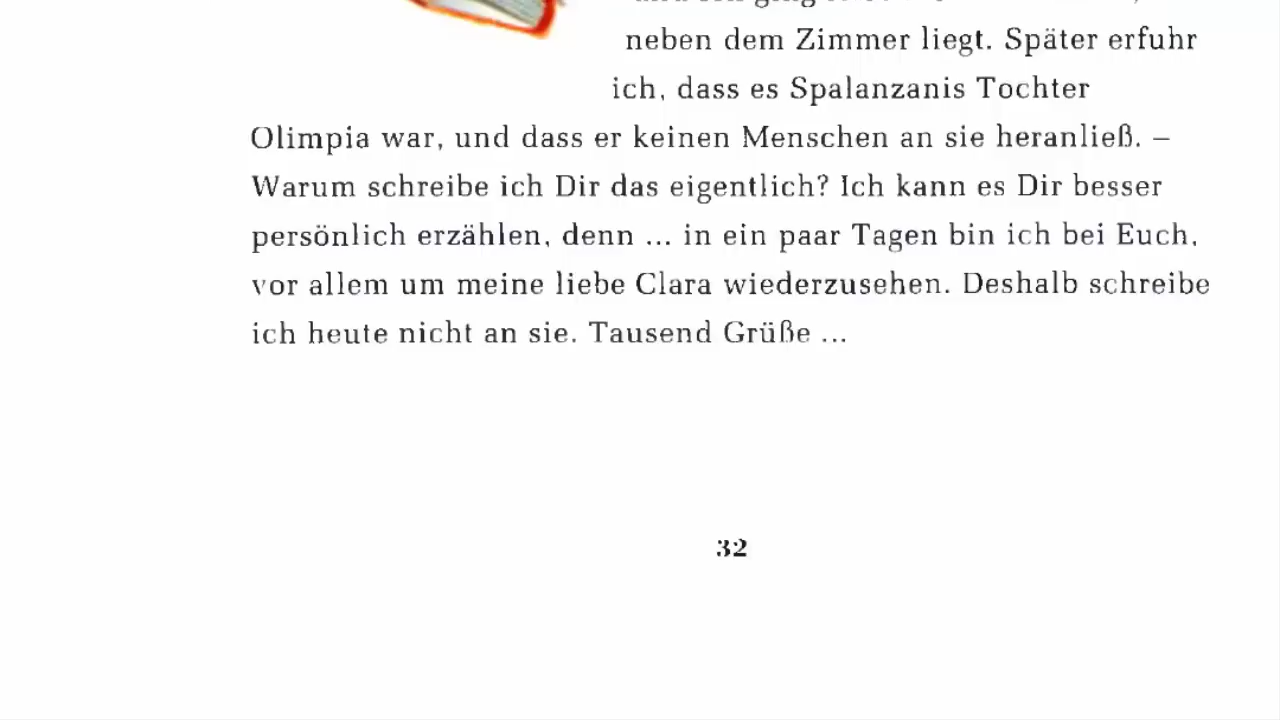 neben dem Zimmer liegt. Später erfuhr
ich, dass es Spalanzanis Tochter
Olimpia war, und dass er keinen Menschen an sie heranließ. –
Warum schreibe ich Dir das eigentlich? Ich kann es Dir besser
persönlich erzählen, denn ... in ein paar Tagen bin ich bei Euch,
vor allem um meine liebe Clara wiederzusehen. Deshalb schreibe
ich heute nicht an sie. Tausend Grüße ...
32